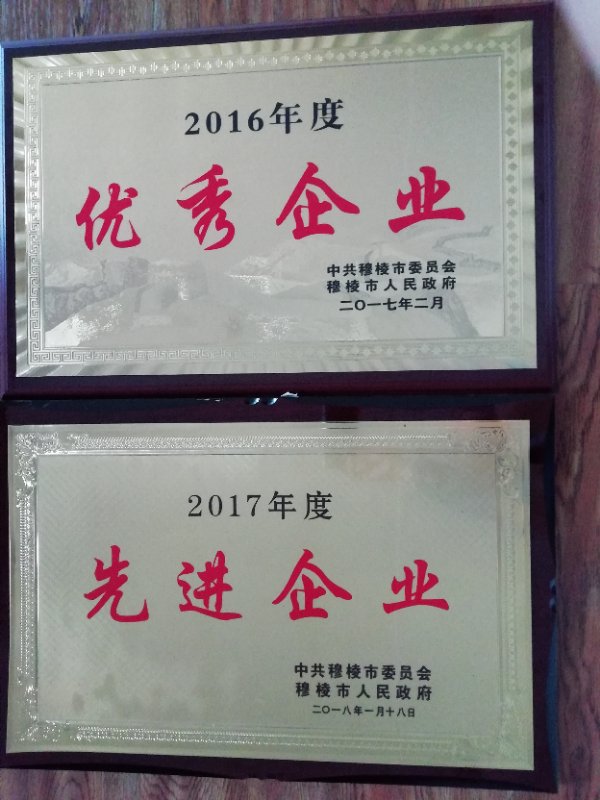 2016年度
优秀企业
中共穆棱市委员会
穆棱市人民政府
二〇一七年二月
2017年度
先进企业
中共穆棱市委员会
穆棱市人民政府
二〇一八年一月十八日